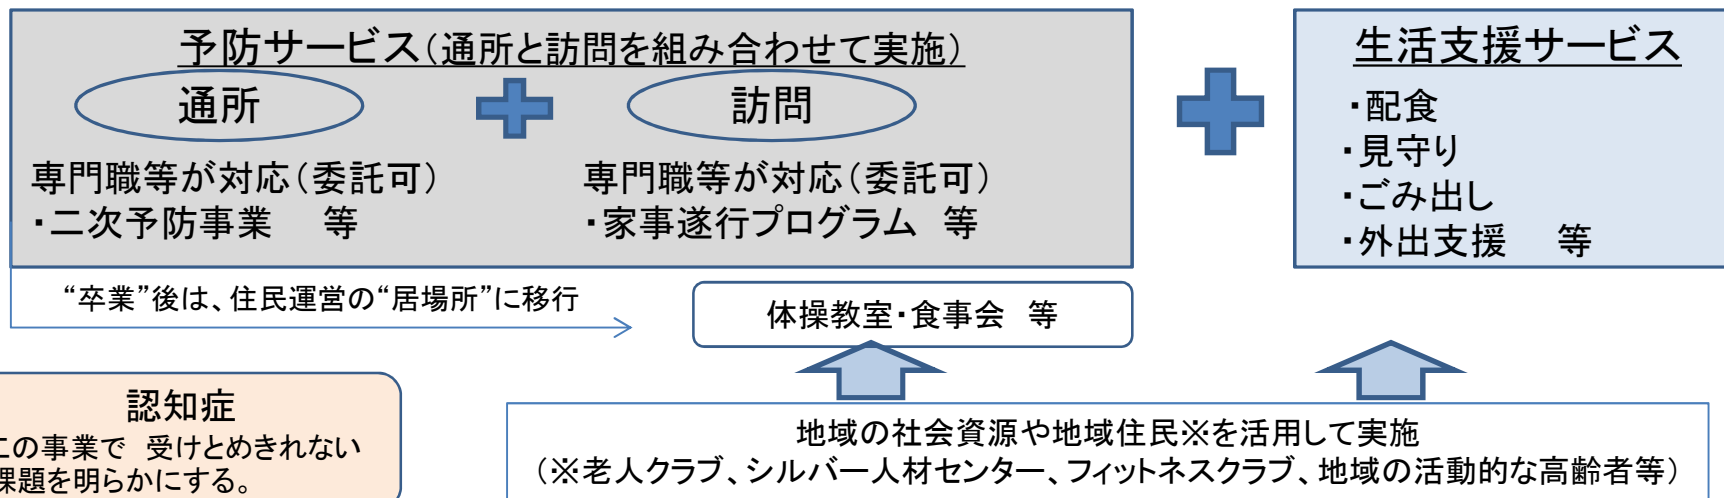 予防サービス（通所と訪問を組み合わせて実施）
通所
訪問
専門職等が対応（委託可）
・二次予防事業　等
専門職等が対応（委託可）
・家事遂行プログラム　等
生活支援サービス
・配食
・見守り
・ごみ出し
・外出支援　等
“卒業”後は、住民運営の“居場所”に移行
体操教室・食事会　等
認知症
この事業で 受けとめきれない
課題を明らかにする。
地域の社会資源や地域住民※を活用して実施
（※老人クラブ、シルバー人材センター、フィットネスクラブ、地域の活動的な高齢者等）